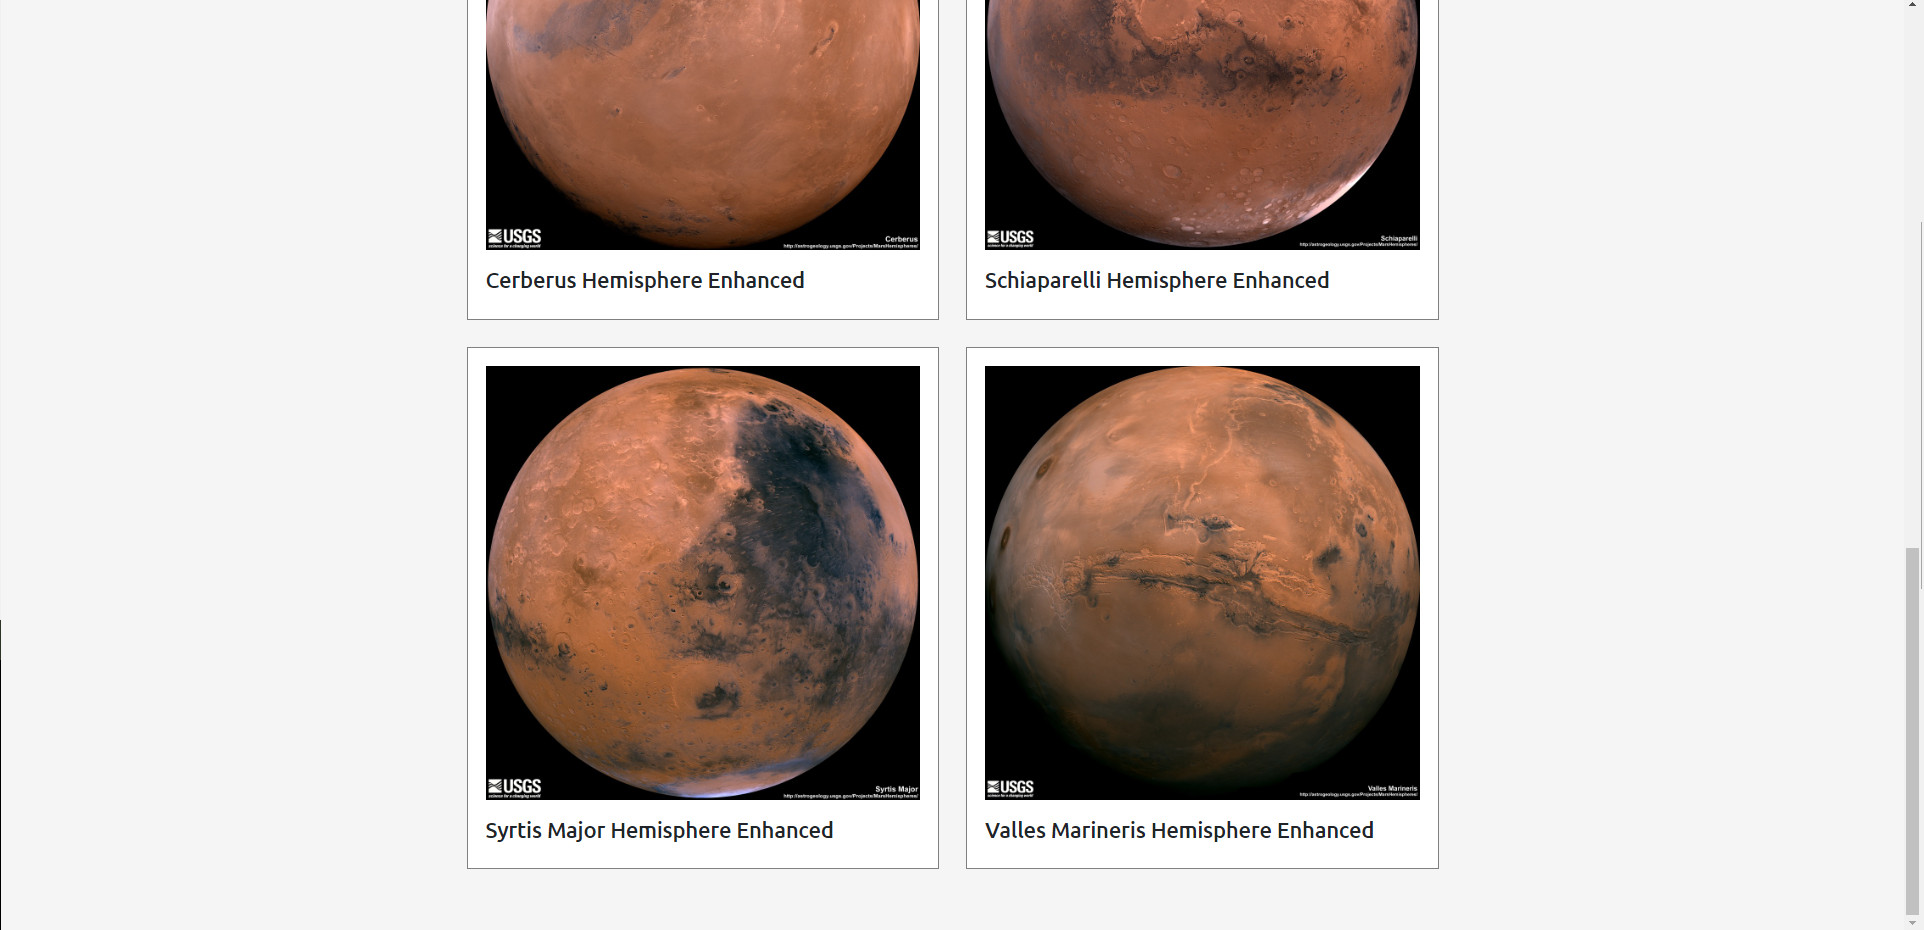 USGS
science for a changing world
Cerberus
http://astrogeology.usgs.gov/Projects/MarsHemispheres/
USGS
science for a changing world
Schiaparelli
http://astrogeology.usgs.gov/Projects/MarsHemispheres/
Cerberus Hemisphere Enhanced
Schiaparelli Hemisphere Enhanced
USGS
science for a changing world
Syrtis Major
http://astrogeology.usgs.gov/Projects/MarsHemispheres/
USGS
science for a changing world
Valles Marineris
http://astrogeology.usgs.gov/Projects/MarsHemispheres/
Syrtis Major Hemisphere Enhanced
Valles Marineris Hemisphere Enhanced